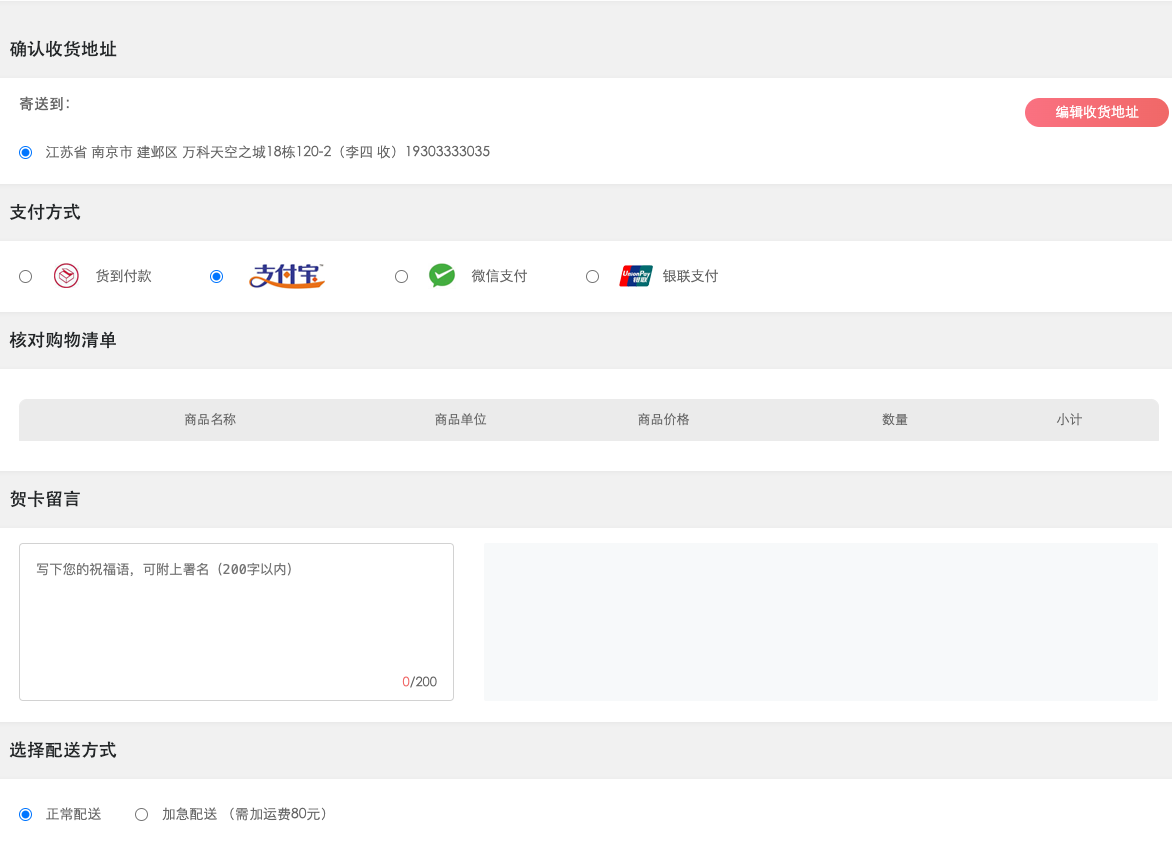 确认收货地址
寄送到：
编辑收货地址
江苏省 南京市 建邺区 万科天空之城18栋120-2（李四 收）19303333035
支付方式
货到付款 支付宝 微信支付 UnionPay 银联 银联支付
核对购物清单
商品名称 商品单位 商品价格 数量 小计
贺卡留言
写下您的祝福语，可附上署名（200字以内）
0/200
选择配送方式
正常配送 加急配送 （需加运费80元）